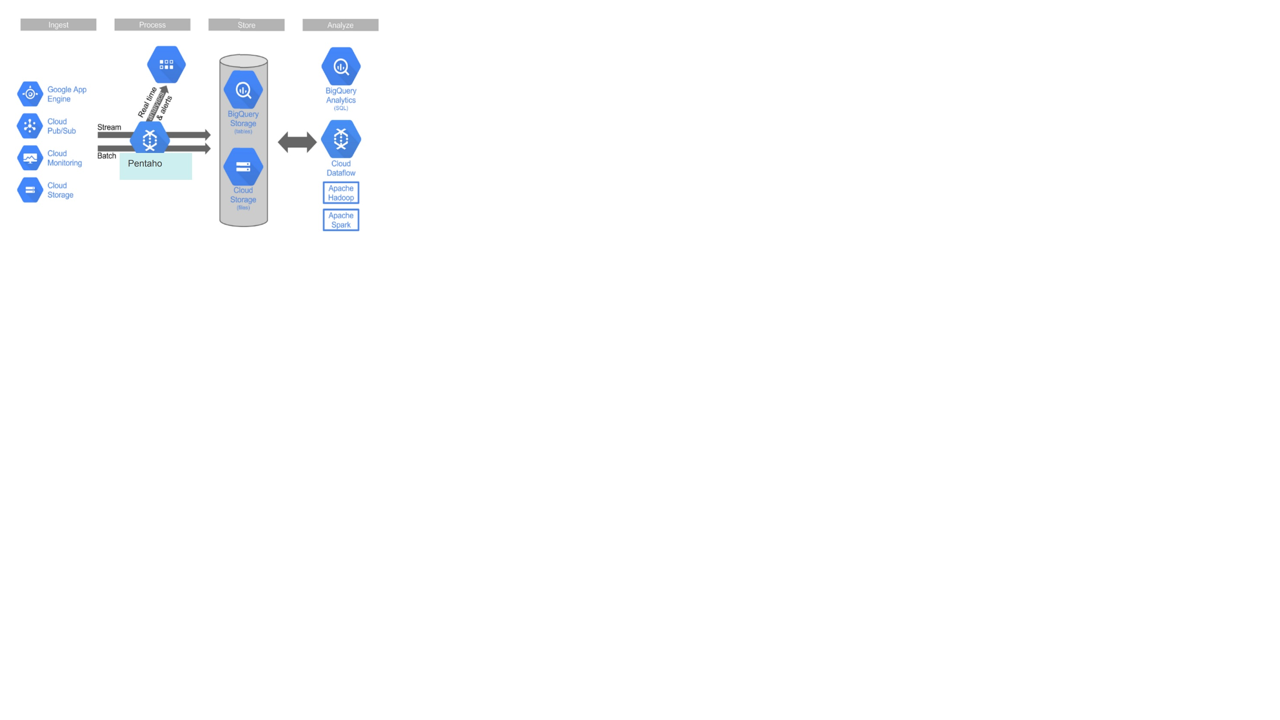 Ingest
Process
Store
Analyze
Google App
Engine
Cloud
Pub/Sub
Cloud
Monitoring
Cloud
Storage
Real time
& alerts
Stream
Batch
Pentaho
BigQuery
Storage
(tables)
Cloud
Storage
(files)
BigQuery
Analytics
(SQL)
Cloud
Dataflow
Apache
Hadoop
Apache
Spark